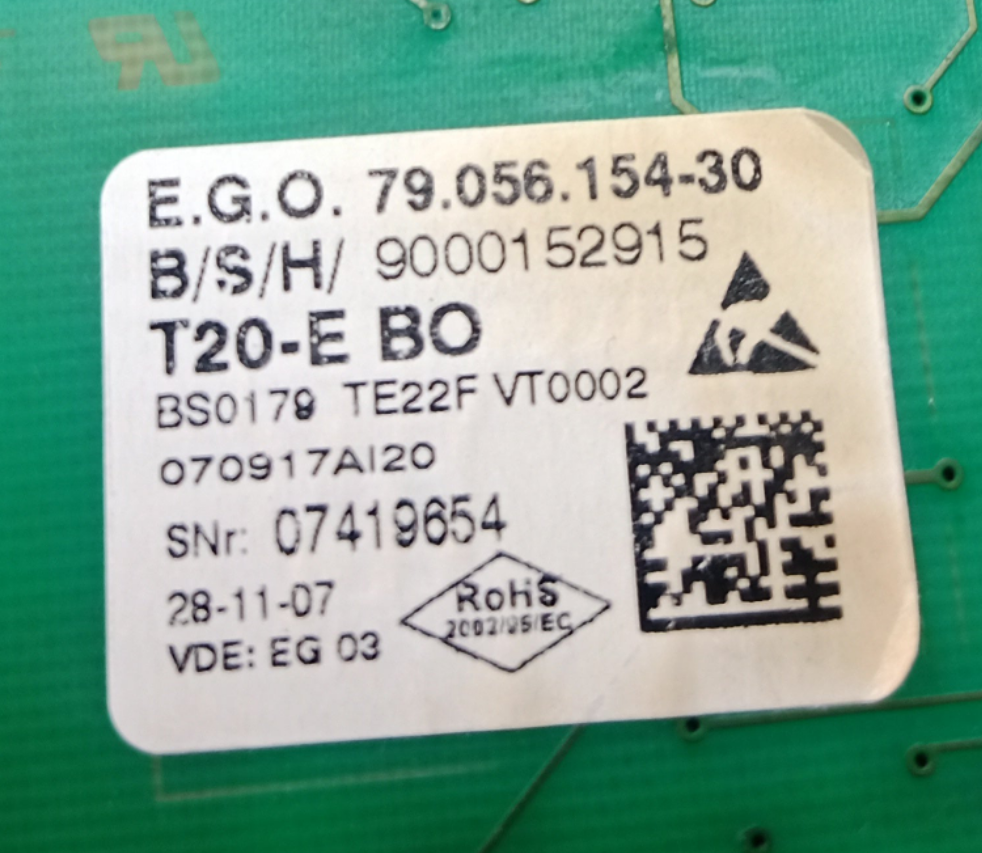 E.G.O. 79.056.154-30
B/S/H/ 9000152915
T20-E BO
BS0179 TE22F VT0002
070917AI20
SNr: 07419654
28-11-07
VDE: EG 03
RoHS
2002/95/EC